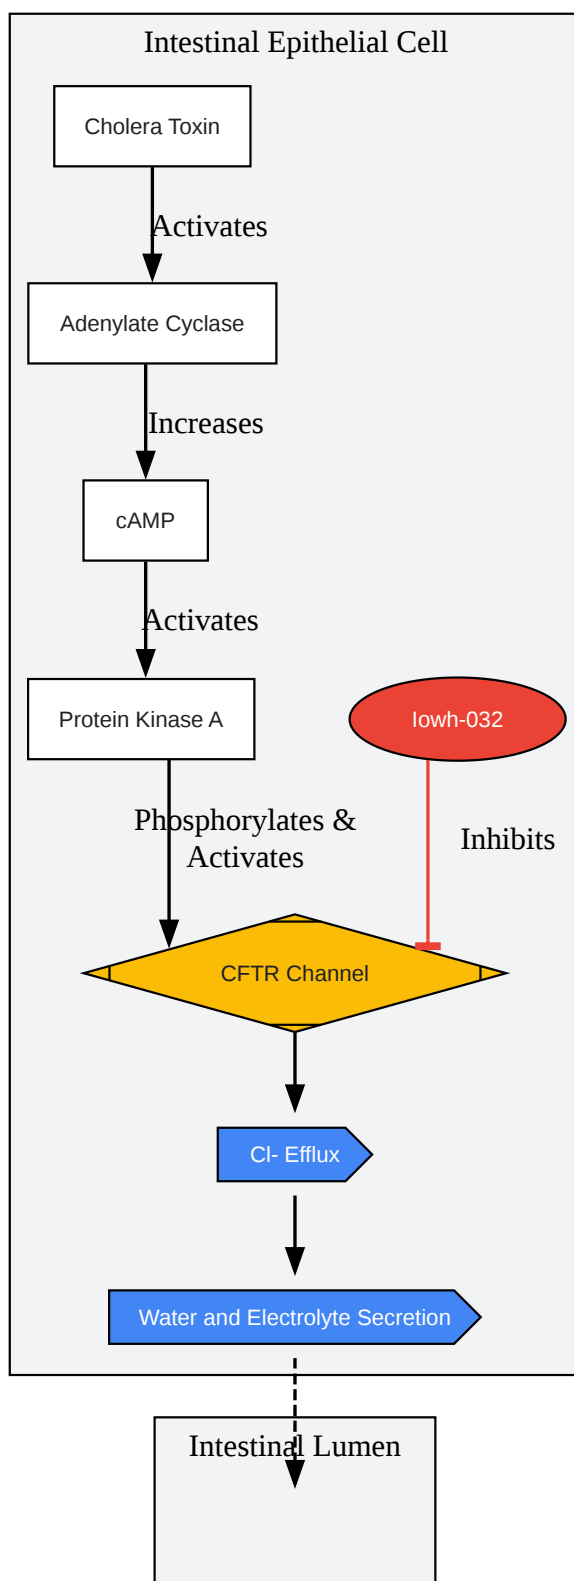 Intestinal Epithelial Cell
Cholera Toxin
Activates
Adenylate Cyclase
Increases
cAMP
Activates
Protein Kinase A
Iowh-032
Phosphorylates &
Activates
Inhibits
CFTR Channel
Cl- Efflux
Water and Electrolyte Secretion
Intestinal Lumen